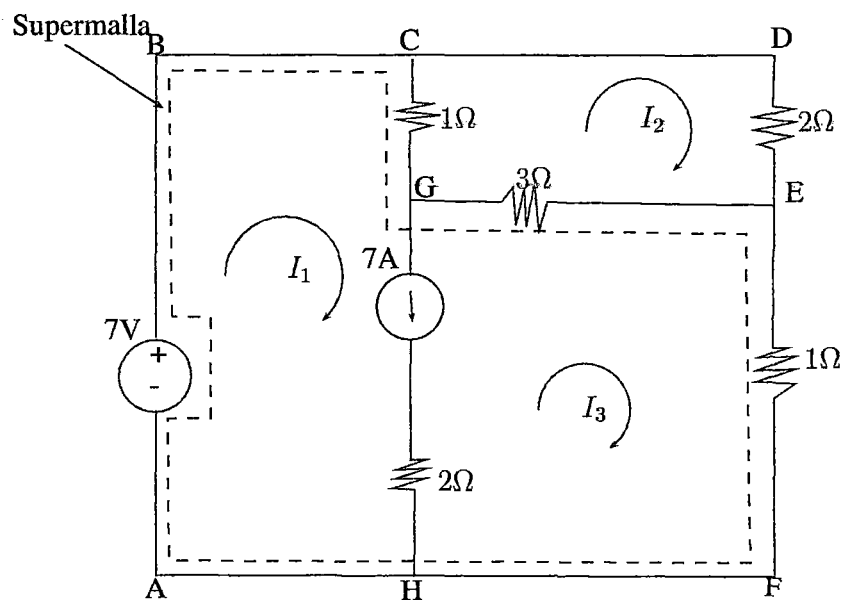 Supermalla
B
C
D
1Ω
I₂
2Ω
G
3Ω
E
7A
I₁
7V
+
-
1Ω
I₃
2Ω
A
H
F